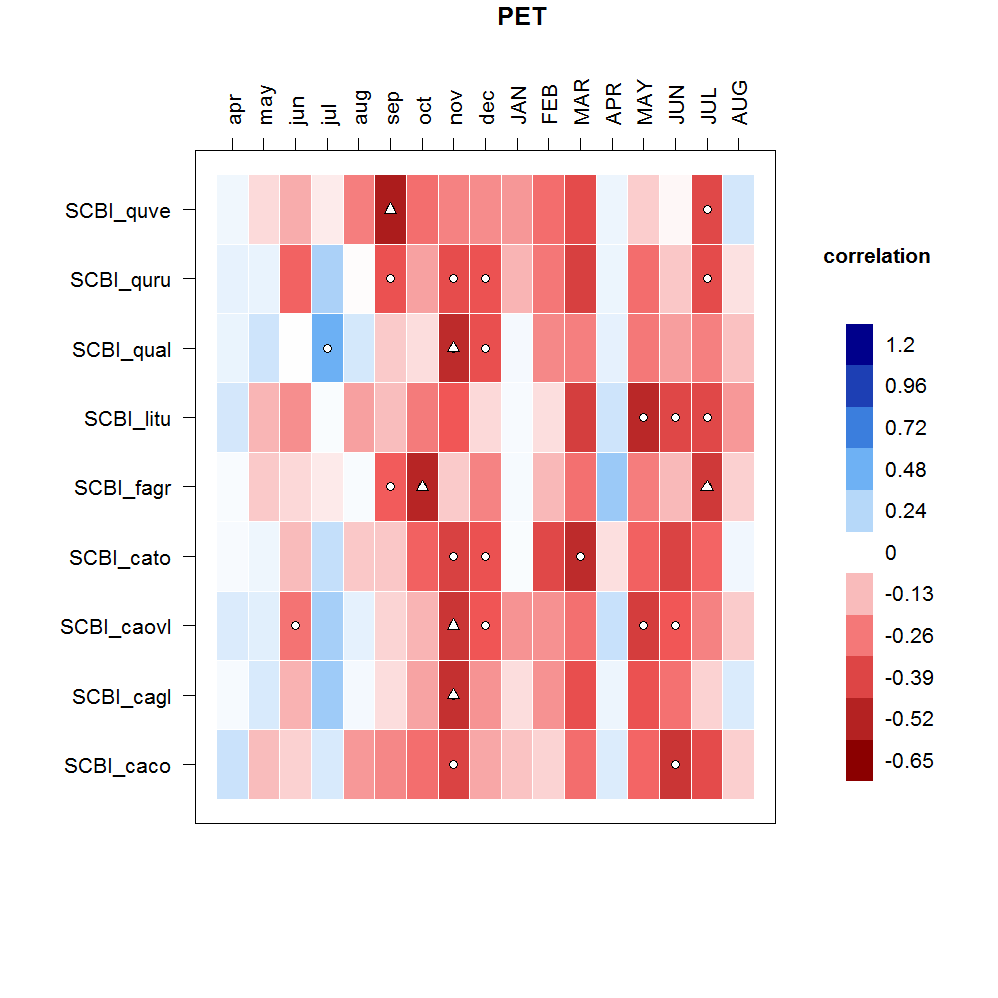 PET
apr may jun jul aug sep oct nov dec JAN FEB MAR APR MAY JUN JUL AUG
SCBI_quve
SCBI_quru
SCBI_qual
SCBI_litu
SCBI_fagr
SCBI_cato
SCBI_caovl
SCBI_cagl
SCBI_caco
correlation
1.2
0.96
0.72
0.48
0.24
0
-0.13
-0.26
-0.39
-0.52
-0.65